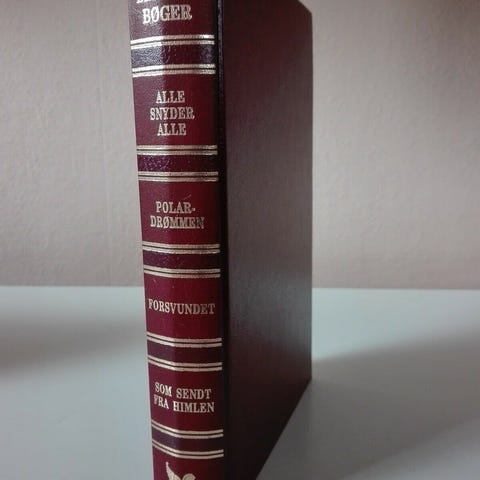 BØGER
ALLE
SNYDER
ALLE
POLAR-
DRØMMEN
FORSVUNDET
SOM SENDT
FRA HIMLEN